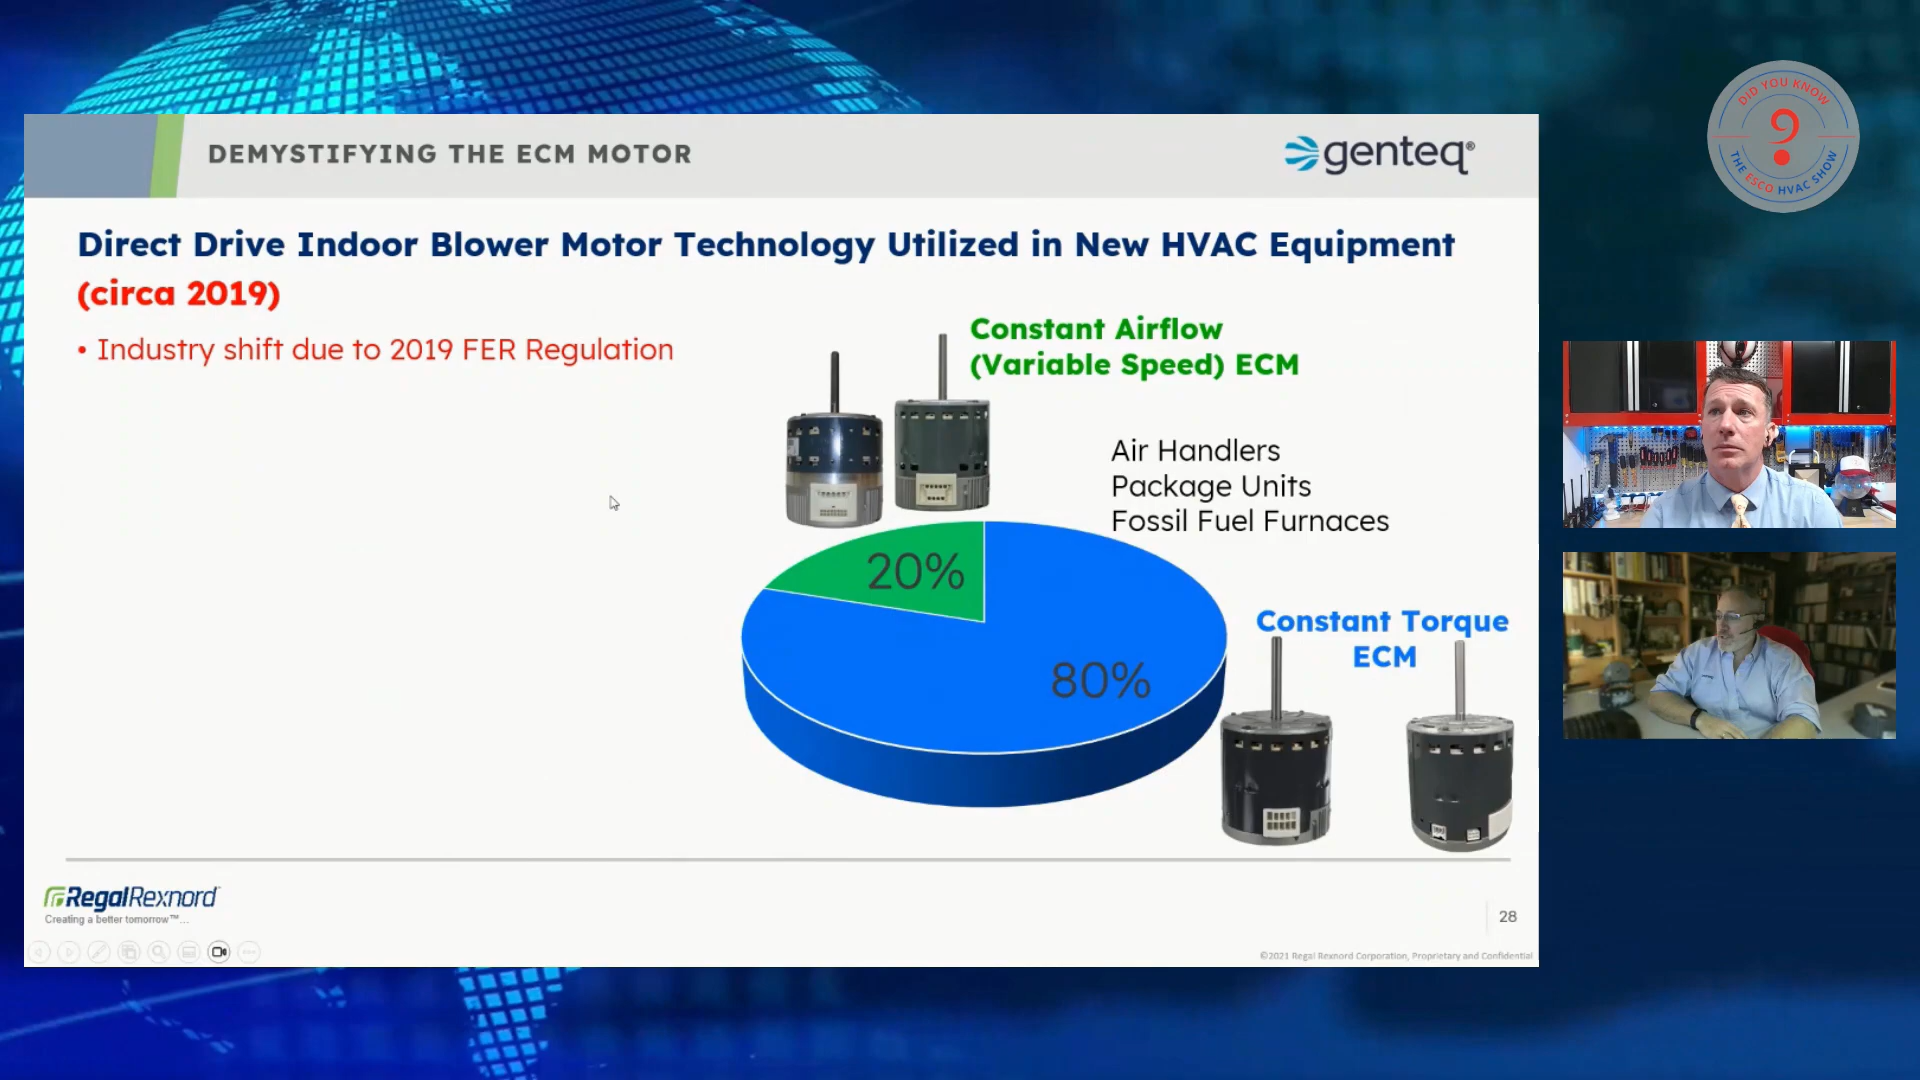 DEMYSTIFYING THE ECM MOTOR
genteq®
DID YOU KNOW
?
THE ESCO HVAC SHOW
Direct Drive Indoor Blower Motor Technology Utilized in New HVAC Equipment
(circa 2019)
• Industry shift due to 2019 FER Regulation
Constant Airflow
(Variable Speed) ECM
Air Handlers
Package Units
Fossil Fuel Furnaces
20%
80%
Constant Torque
ECM
RegalRexnord
Creating a better tomorrow™...
28
©2021 Regal Rexnord Corporation, Proprietary and Confidential